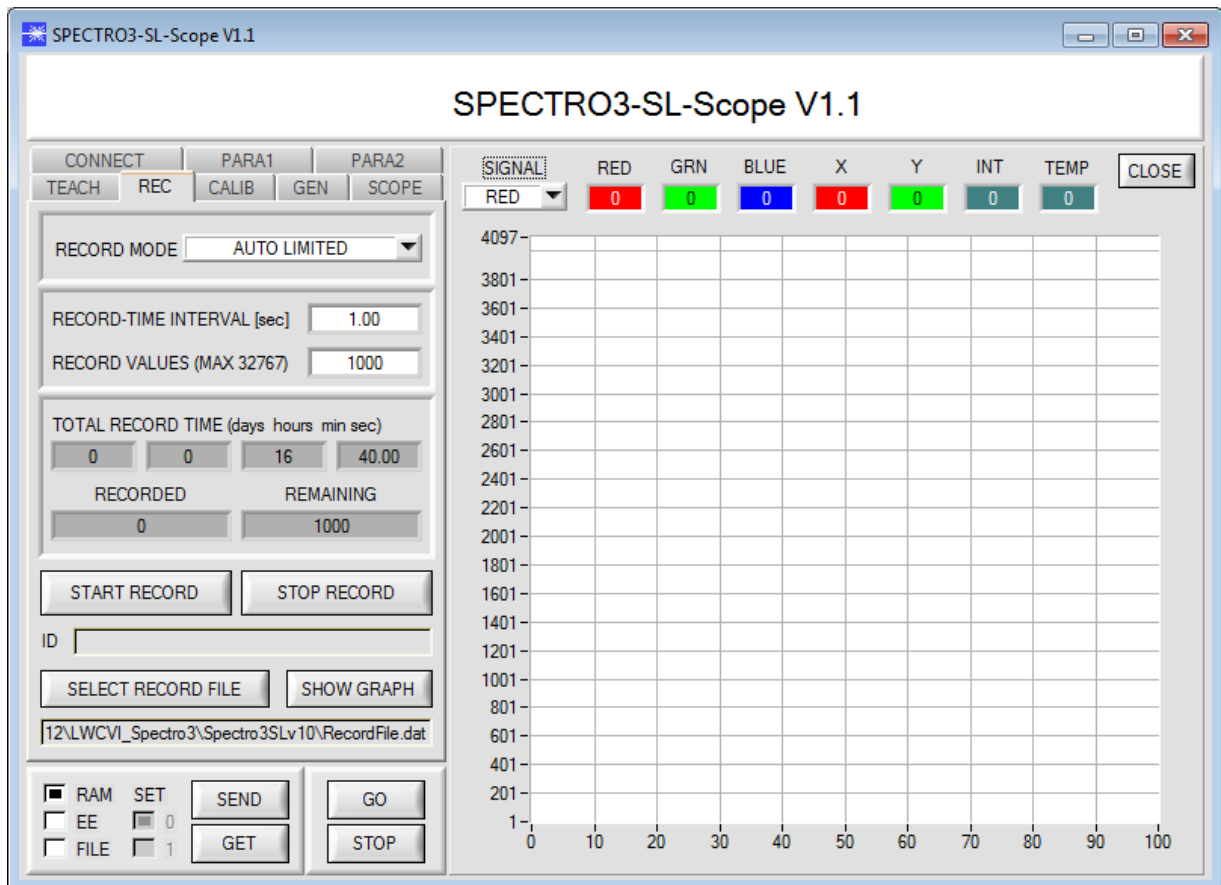 SPECTRO3-SL-Scope V1.1
SPECTRO3-SL-Scope V1.1
CONNECT PARA1 PARA2
TEACH REC CALIB GEN SCOPE
RECORD MODE AUTO LIMITED
RECORD-TIME INTERVAL [sec] 1.00
RECORD VALUES (MAX 32767) 1000
TOTAL RECORD TIME (days hours min sec)
0 0 16 40.00
RECORDED REMAINING
0 1000
START RECORD STOP RECORD
ID
SELECT RECORD FILE SHOW GRAPH
12\LWCVI_Spectro3\Spectro3SLv10\RecordFile.dat
RAM SET SEND GO
EE 0
FILE 1 GET STOP
SIGNAL RED GRN BLUE X Y INT TEMP CLOSE
RED 0 0 0 0 0 0 0
4097
3801
3601
3401
3201
3001
2801
2601
2401
2201
2001
1801
1601
1401
1201
1001
801
601
401
201
1
0 10 20 30 40 50 60 70 80 90 100